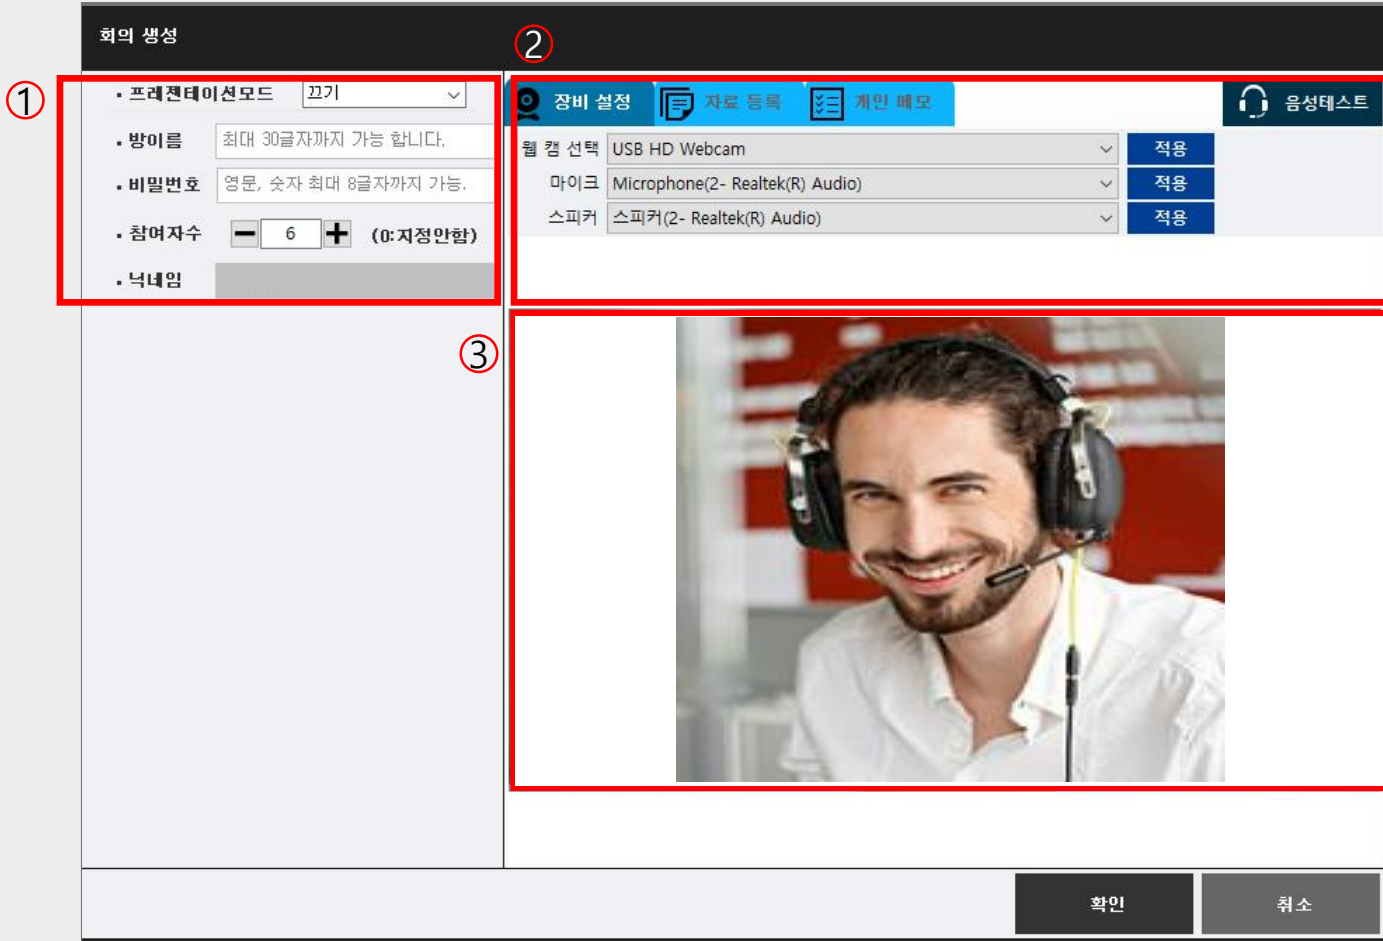 회의 생성
①
②
프레젠테이션모드 끄기
방이름 최대 30글자까지 가능 합니다.
비밀번호 영문, 숫자 최대 8글자까지 가능.
참여자수 6 (0:지정안함)
닉네임
장비 설정 자료 등록 개인 메모 음성테스트
웹 캠 선택 USB HD Webcam 적용
마이크 Microphone(2- Realtek(R) Audio) 적용
스피커 스피커(2- Realtek(R) Audio) 적용
③
확인 취소